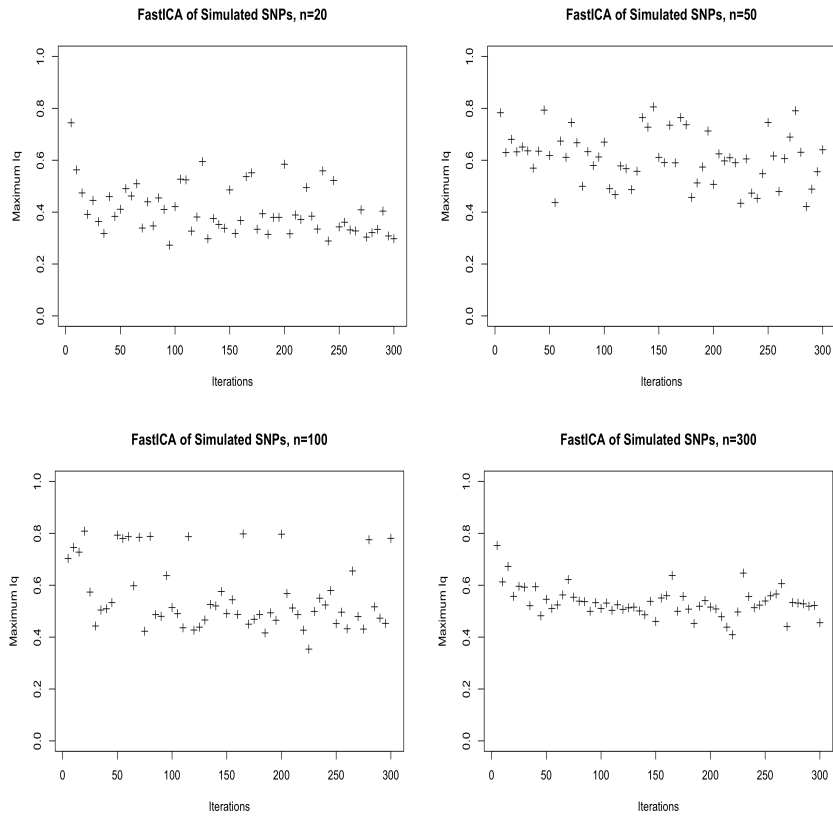 FastICA of Simulated SNPs, n=20
Maximum Iq
0.0 0.2 0.4 0.6 0.8 1.0
0 50 100 150 200 250 300
Iterations
FastICA of Simulated SNPs, n=50
Maximum Iq
0.0 0.2 0.4 0.6 0.8 1.0
0 50 100 150 200 250 300
Iterations
FastICA of Simulated SNPs, n=100
Maximum Iq
0.0 0.2 0.4 0.6 0.8 1.0
0 50 100 150 200 250 300
Iterations
FastICA of Simulated SNPs, n=300
Maximum Iq
0.0 0.2 0.4 0.6 0.8 1.0
0 50 100 150 200 250 300
Iterations